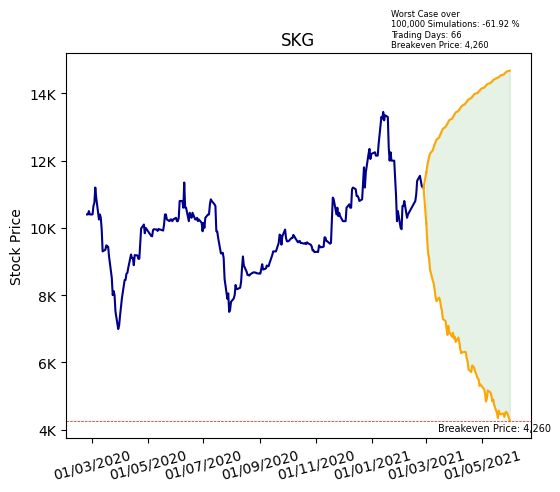 Worst Case over
100,000 Simulations: -61.92 %
Trading Days: 66
Breakeven Price: 4,260
SKG
Stock Price
14K
12K
10K
8K
6K
4K
Breakeven Price: 4,260
01/03/2020
01/05/2020
01/07/2020
01/09/2020
01/11/2020
01/01/2021
01/03/2021
01/05/2021